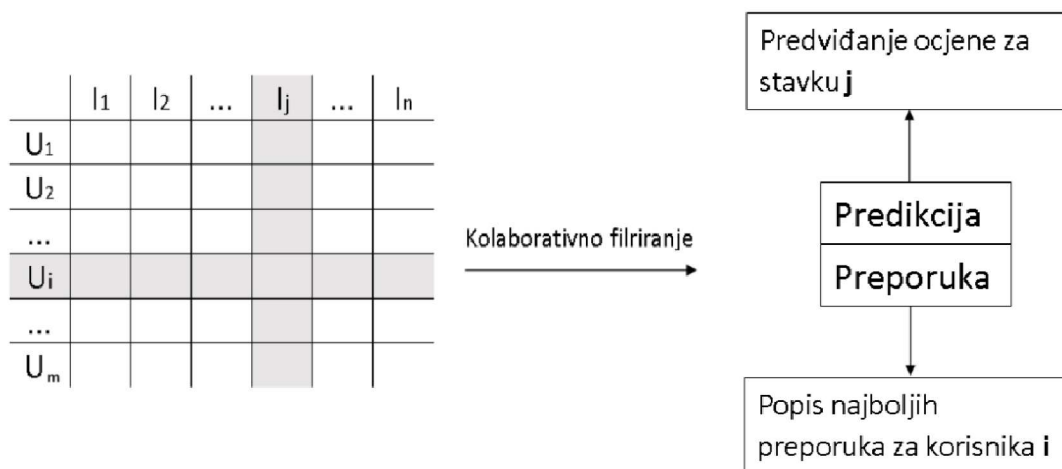 I1 I2 ... Ij ... In
U1
U2
...
Ui
...
Um
Kolaborativno filriranje
Predviđanje ocjene za
stavku j
Predikcija
Preporuka
Popis najboljih
preporuka za korisnika i